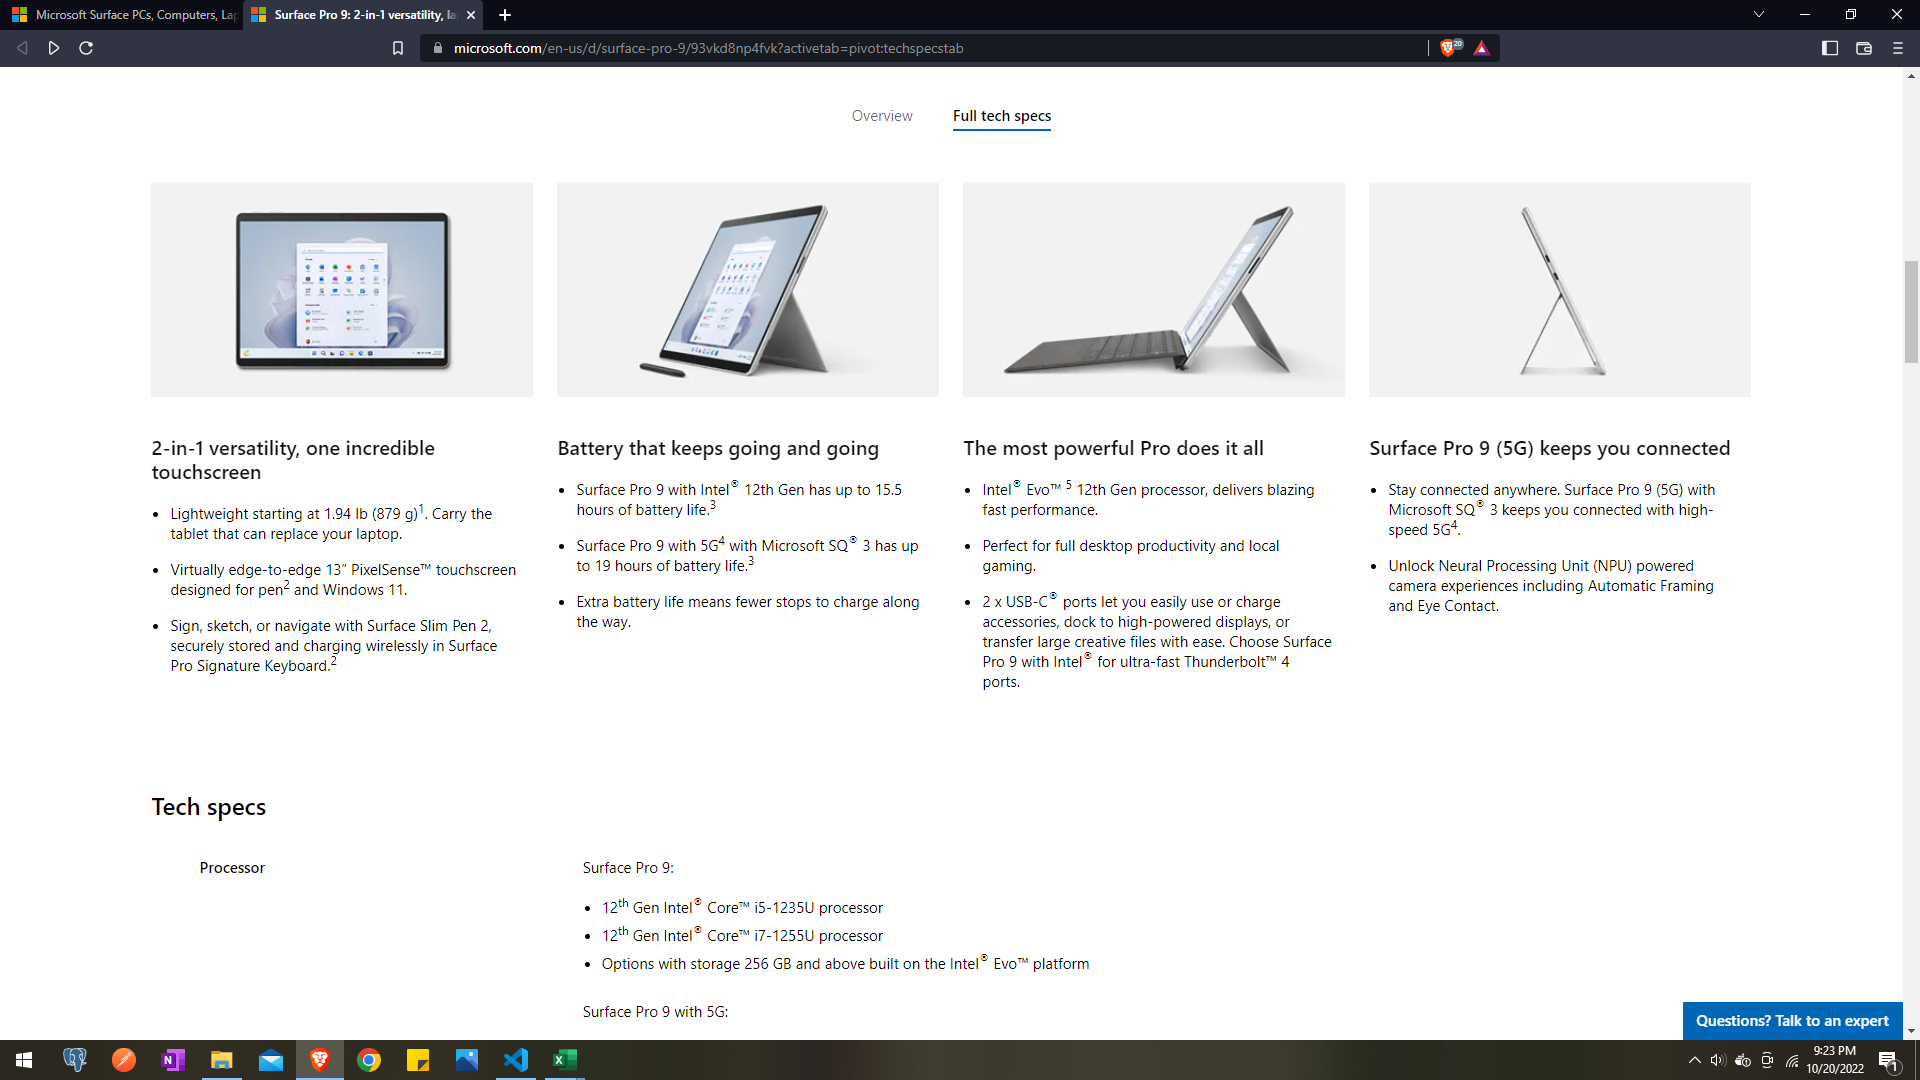 Microsoft Surface PCs, Computers, Lap
Surface Pro 9: 2-in-1 versatility, la
microsoft.com/en-us/d/surface-pro-9/93vkd8np4fvk?activetab=pivot:techspecstab
20
Overview
Full tech specs
2-in-1 versatility, one incredible
touchscreen
• Lightweight starting at 1.94 lb (879 g)1. Carry the
tablet that can replace your laptop.
• Virtually edge-to-edge 13” PixelSense™ touchscreen
designed for pen2 and Windows 11.
• Sign, sketch, or navigate with Surface Slim Pen 2,
securely stored and charging wirelessly in Surface
Pro Signature Keyboard.2
Battery that keeps going and going
• Surface Pro 9 with Intel® 12th Gen has up to 15.5
hours of battery life.3
• Surface Pro 9 with 5G4 with Microsoft SQ® 3 has up
to 19 hours of battery life.3
• Extra battery life means fewer stops to charge along
the way.
The most powerful Pro does it all
• Intel® Evo™ 5 12th Gen processor, delivers blazing
fast performance.
• Perfect for full desktop productivity and local
gaming.
• 2 x USB-C® ports let you easily use or charge
accessories, dock to high-powered displays, or
transfer large creative files with ease. Choose Surface
Pro 9 with Intel® for ultra-fast Thunderbolt™ 4
ports.
Surface Pro 9 (5G) keeps you connected
• Stay connected anywhere. Surface Pro 9 (5G) with
Microsoft SQ® 3 keeps you connected with high-
speed 5G4.
• Unlock Neural Processing Unit (NPU) powered
camera experiences including Automatic Framing
and Eye Contact.
Tech specs
Processor
Surface Pro 9:
• 12th Gen Intel® Core™ i5-1235U processor
• 12th Gen Intel® Core™ i7-1255U processor
• Options with storage 256 GB and above built on the Intel® Evo™ platform
Surface Pro 9 with 5G:
Questions? Talk to an expert
9:23 PM
10/20/2022
1